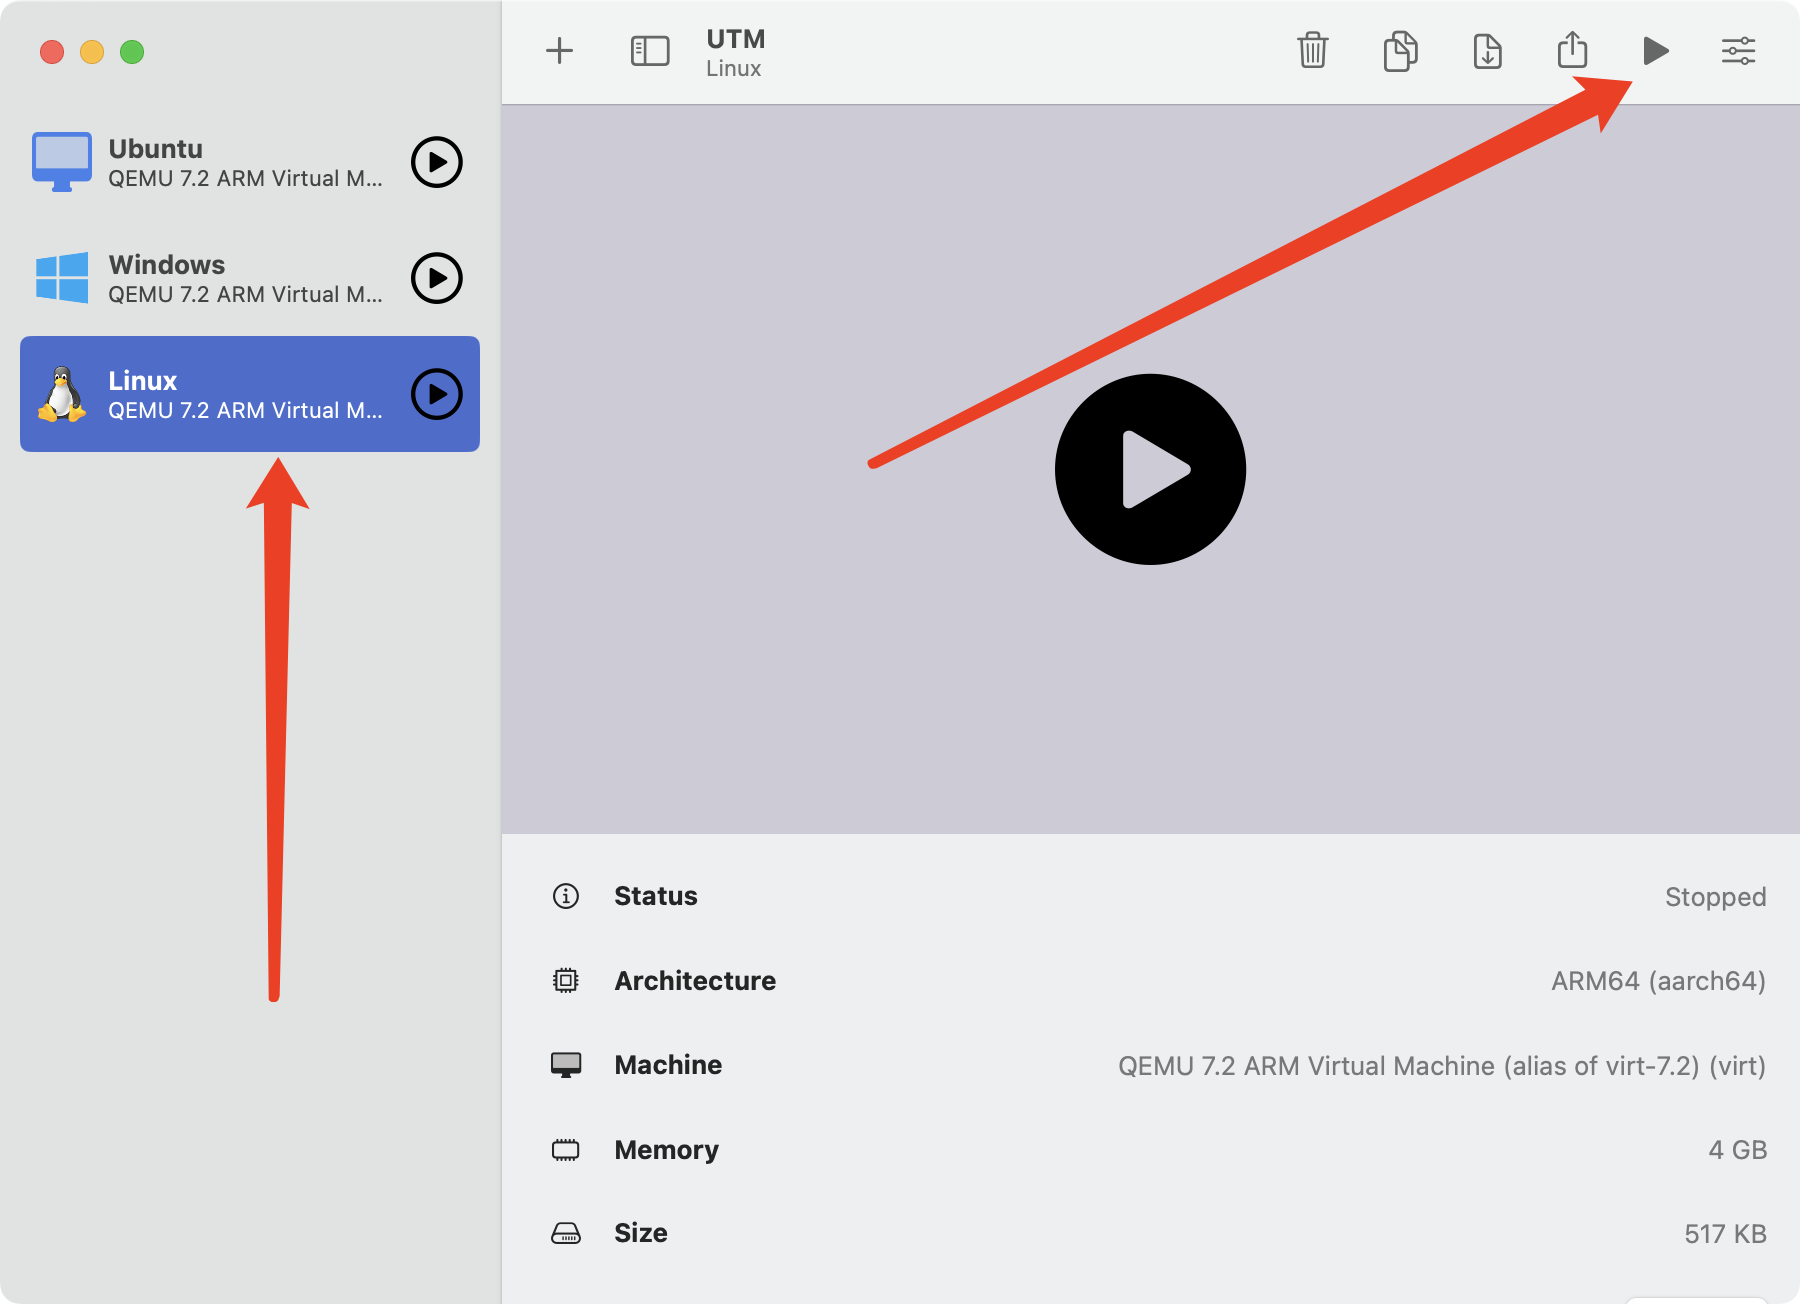 UTM
Linux
Ubuntu
QEMU 7.2 ARM Virtual M...
Windows
QEMU 7.2 ARM Virtual M...
Linux
QEMU 7.2 ARM Virtual M...
Status Stopped
Architecture ARM64 (aarch64)
Machine QEMU 7.2 ARM Virtual Machine (alias of virt-7.2) (virt)
Memory 4 GB
Size 517 KB